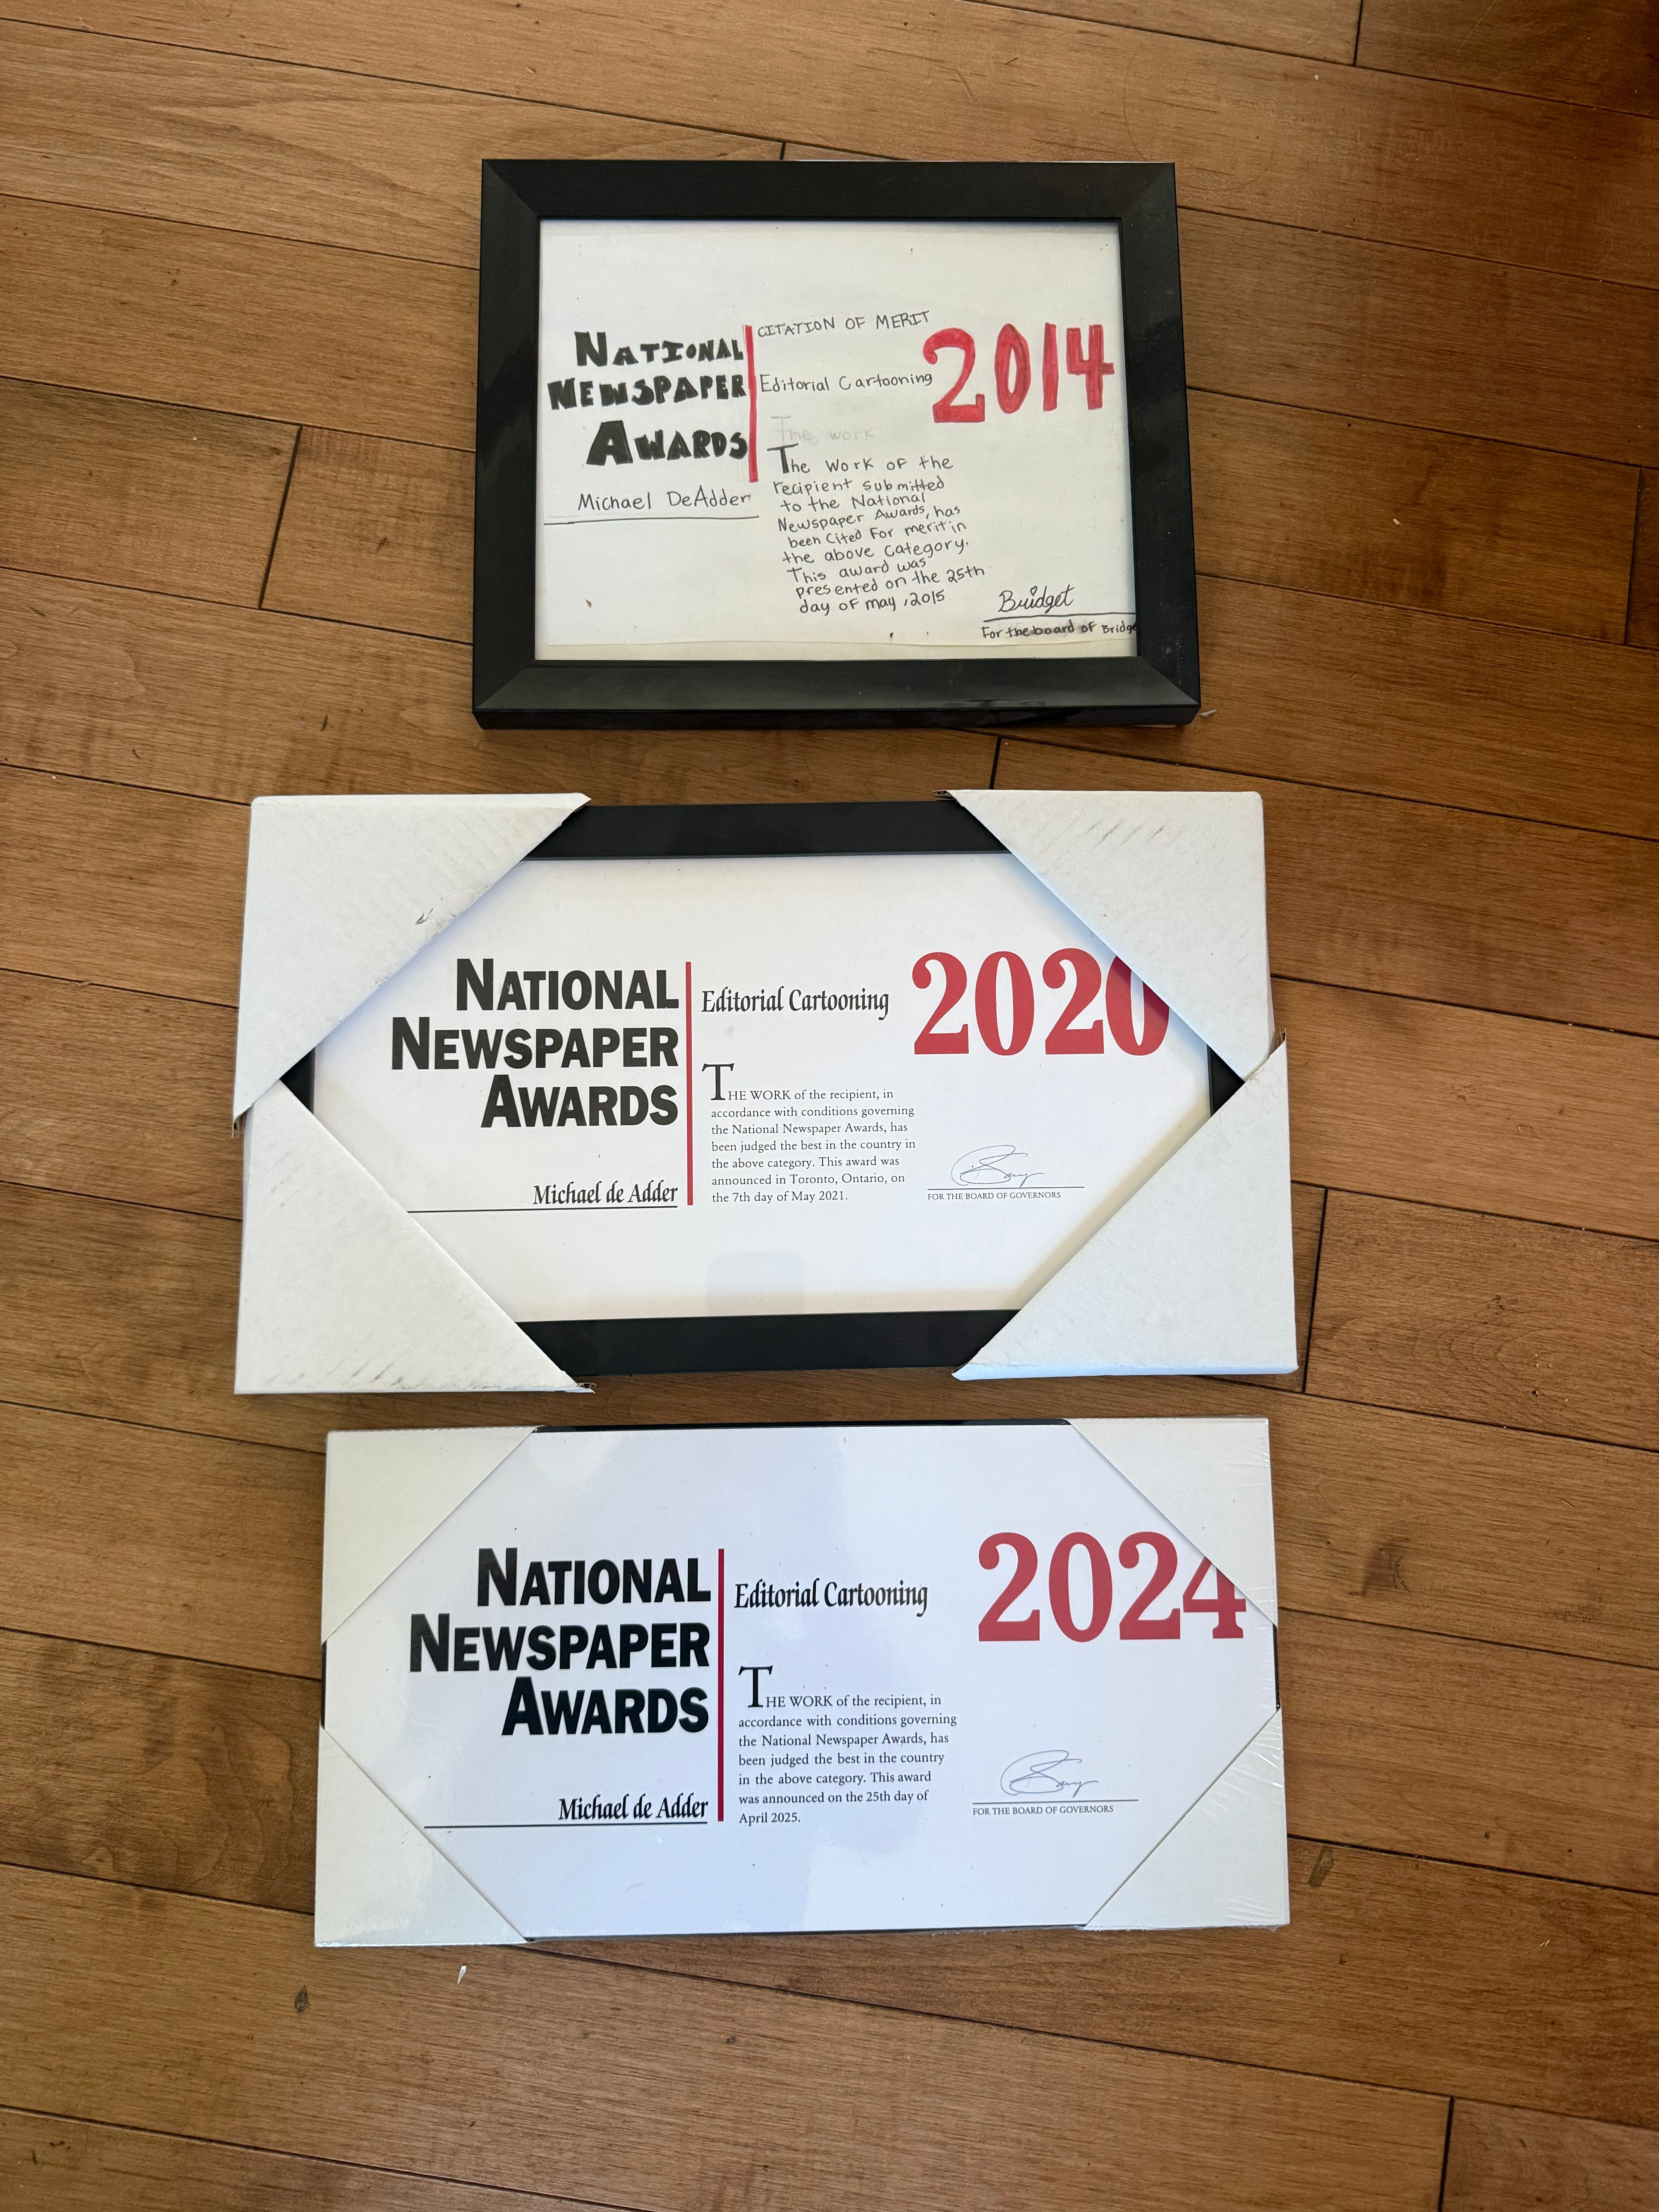 NATIONAL
NEWSPAPER
AWARDS
Michael DeAdder
CITATION OF MERIT
Editorial Cartooning
2014
The work
The work of the
recipient submitted
to the National
Newspaper Awards, has
been Cited For merit in
the above category.
This award was
presented on the 25th
day of may, 2015
Bridget
For the board of Bridge
NATIONAL
NEWSPAPER
AWARDS
Michael de Adder
Editorial Cartooning
2020
THE WORK of the recipient, in
accordance with conditions governing
the National Newspaper Awards, has
been judged the best in the country in
the above category. This award was
announced in Toronto, Ontario, on
the 7th day of May 2021.
FOR THE BOARD OF GOVERNORS
NATIONAL
NEWSPAPER
AWARDS
Michael de Adder
Editorial Cartooning
2024
THE WORK of the recipient, in
accordance with conditions governing
the National Newspaper Awards, has
been judged the best in the country
in the above category. This award
was announced on the 25th day of
April 2025.
FOR THE BOARD OF GOVERNORS